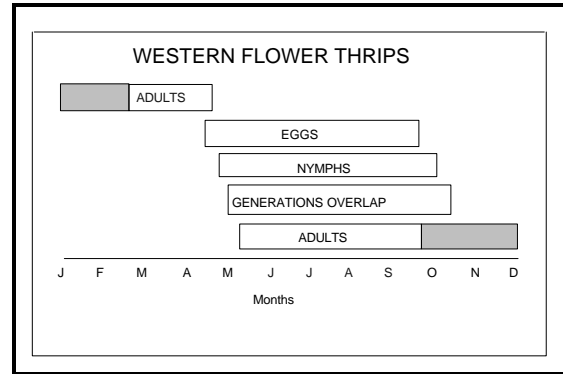 WESTERN FLOWER THRIPS
ADULTS
EGGS
NYMPHS
GENERATIONS OVERLAP
ADULTS
J F M A M J J A S O N D
Months